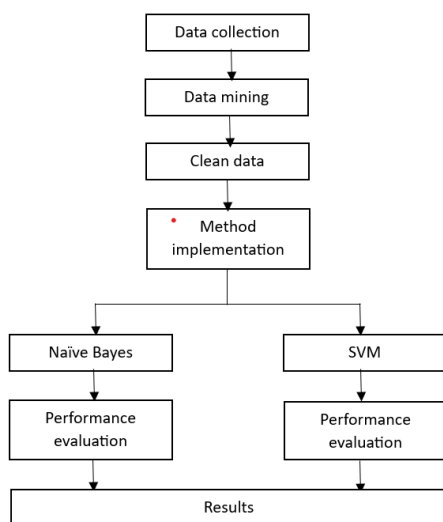 Data collection
Data mining
Clean data
Method
implementation
Naïve Bayes
SVM
Performance
evaluation
Performance
evaluation
Results